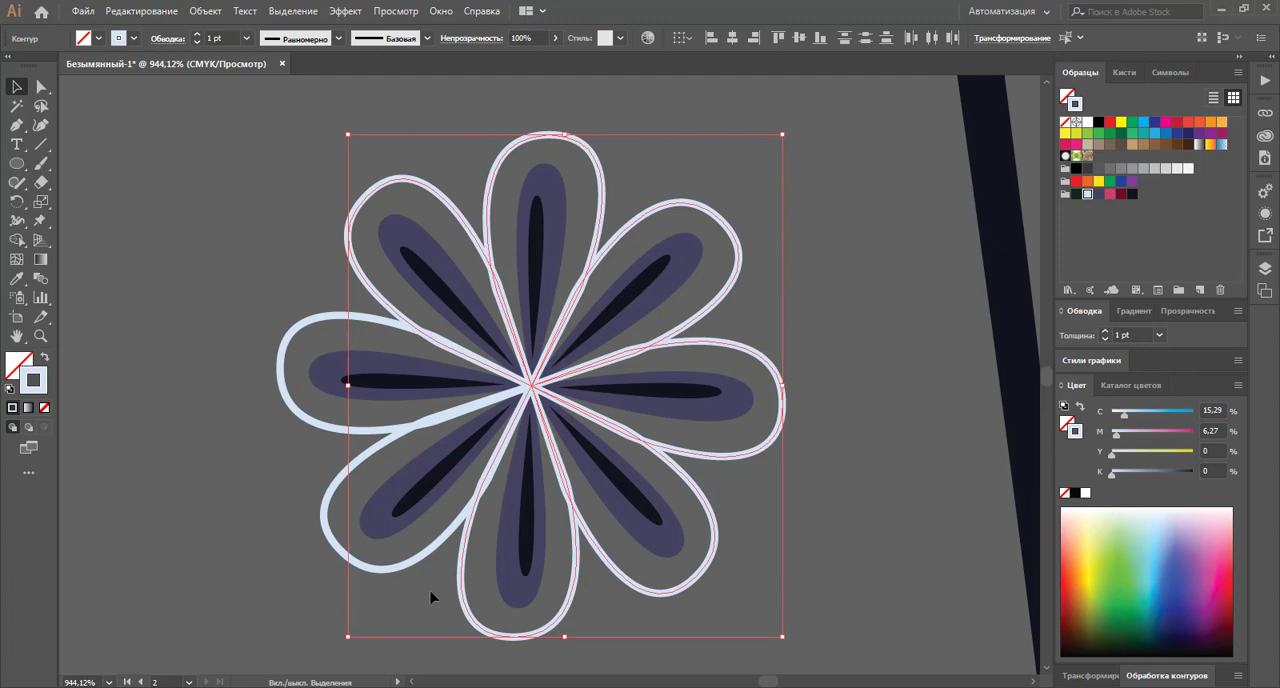 Ai Файл Редактирование Объект Текст Выделение Эффект Просмотр Окно Справка Автоматизация Поиск в Adobe Stock
Контур Обводка: 1 pt Равномерно Базовая Непрозрачность: 100% Стиль: Трансформирование
Безымянный-1* @ 944,12% (CMYK/Просмотр)
Образцы Кисти Символы
Обводка Градиент Прозрачность
Толщина: 1 pt
Стили графики
Цвет Каталог цветов
C 15,29 %
M 6,27 %
Y 0 %
K 0 %
944,12% 2 Вкл./выкл. Выделения
Трансформир Обработка контуров